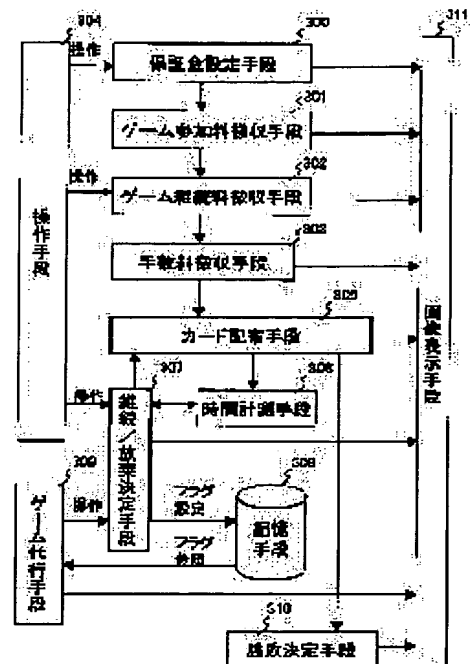 304
操作
300
保証金設定手段
311
301
ゲーム参加料徴収手段
302
操作
ゲーム継続料徴収手段
303
手数料徴収手段
操作手段
305
カード配布手段
画像表示手段
307
306
操作
時間計測手段
継続/放棄決定手段
309
308
操作
フラグ
設定
記憶
手段
フラグ
参照
ゲーム代行手段
310
勝敗決定手段